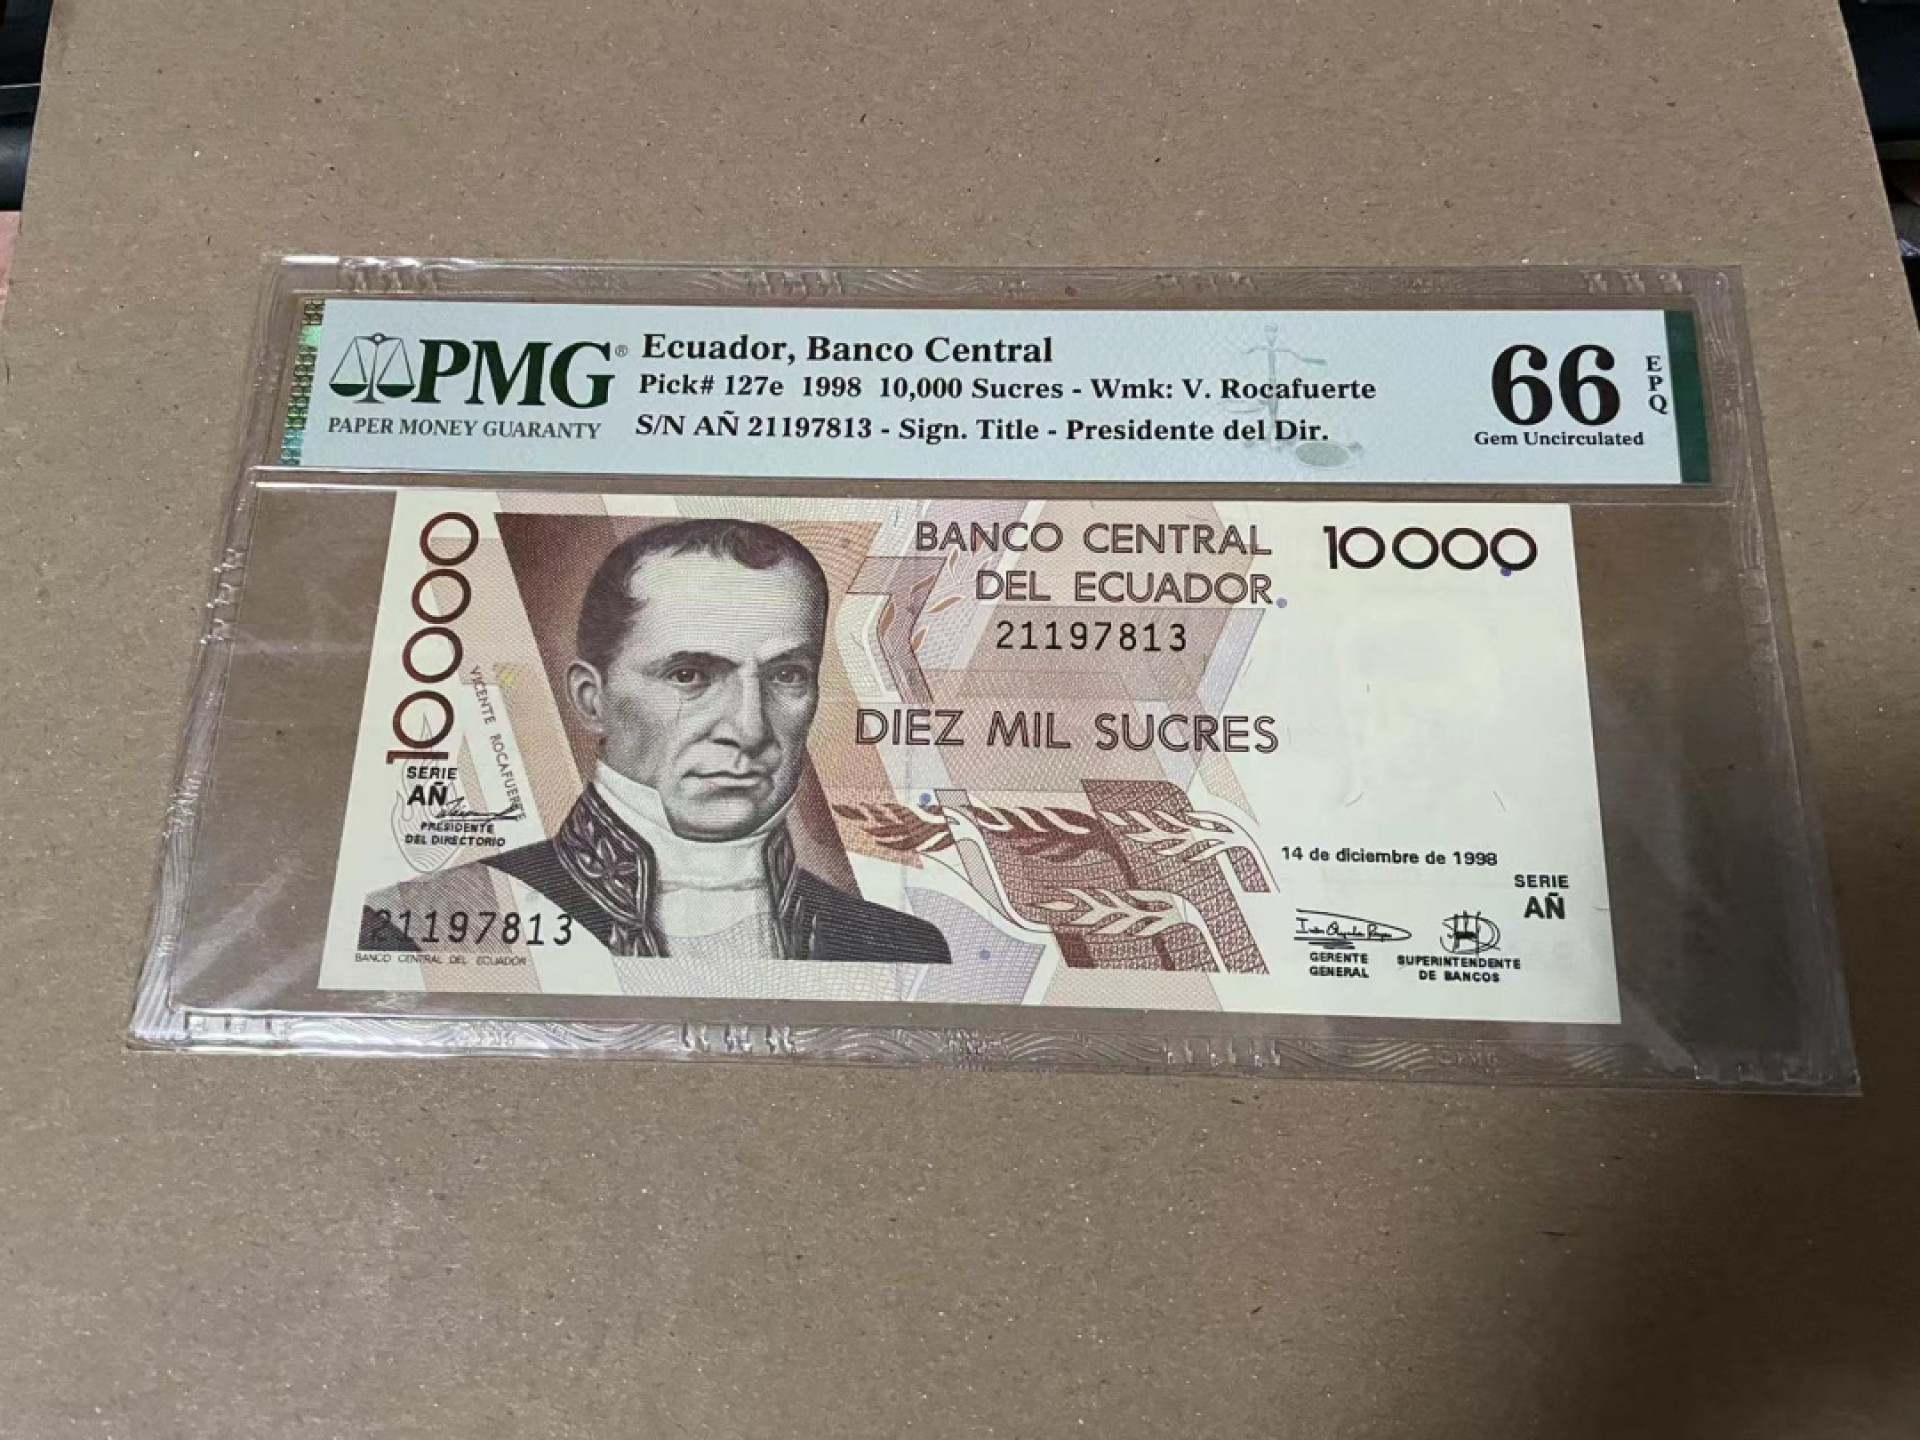 PMG®
PAPER MONEY GUARANTY
Ecuador, Banco Central
Pick# 127e 1998 10,000 Sucres - Wmk: V. Rocafuerte
S/N AÑ 21197813 - Sign. Title - Presidente del Dir.
66
EPQ
Gem Uncirculated
10000
BANCO CENTRAL
DEL ECUADOR
10000
21197813
VICENTE ROCAFUERTE
DIEZ MIL SUCRES
SERIE
AÑ
PRESIDENTE
DEL DIRECTORIO
14 de diciembre de 1998
SERIE
AÑ
21197813
BANCO CENTRAL DEL ECUADOR
GERENTE
GENERAL
SUPERINTENDENTE
DE BANCOS